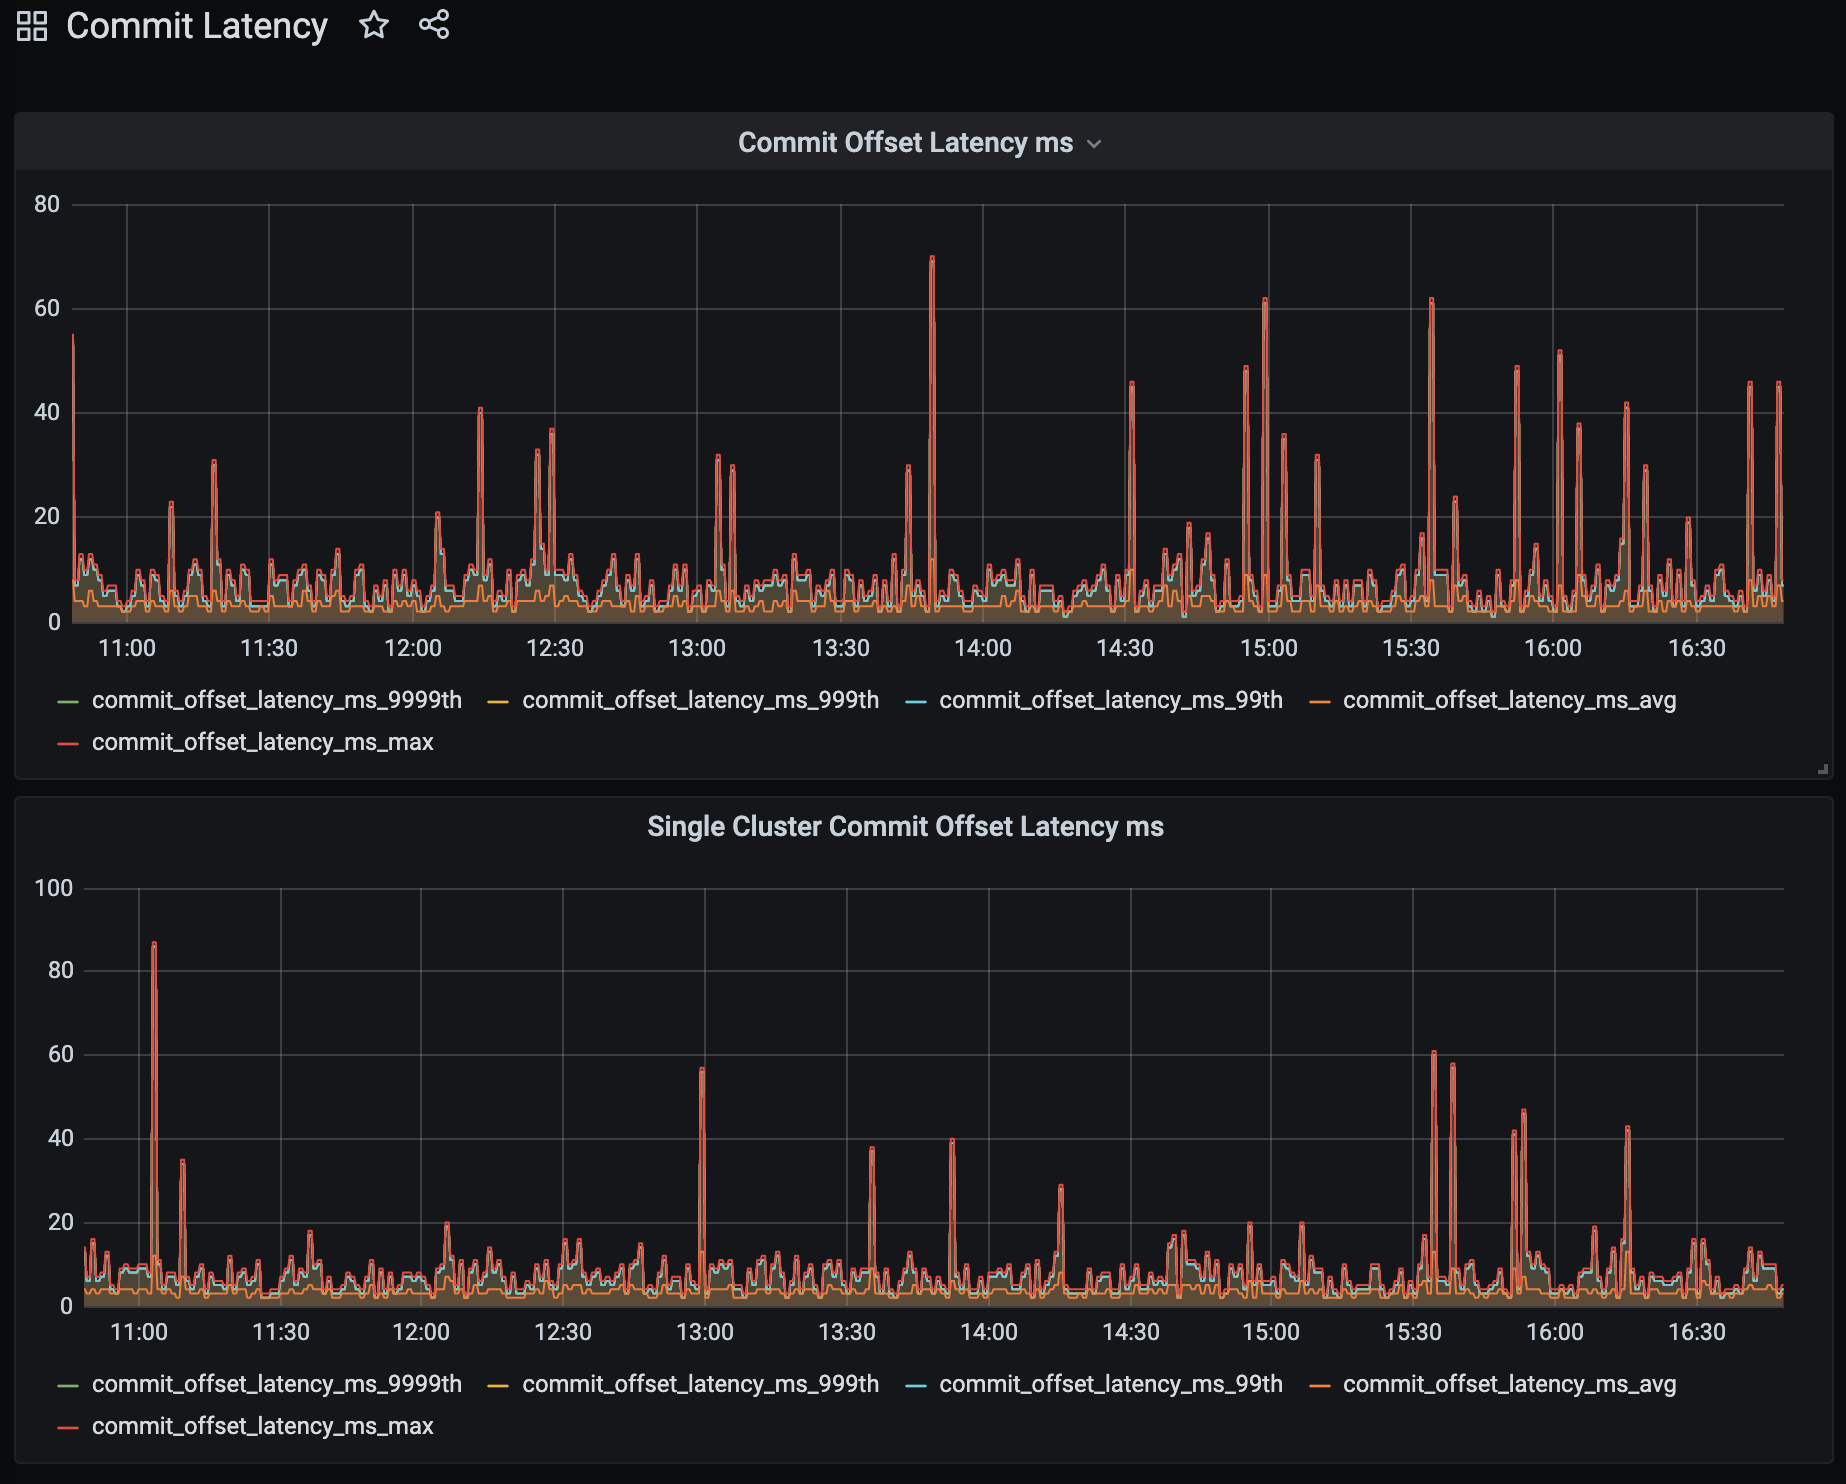 Commit Latency
Commit Offset Latency ms
80
60
40
20
0
11:00 11:30 12:00 12:30 13:00 13:30 14:00 14:30 15:00 15:30 16:00 16:30
commit_offset_latency_ms_9999th commit_offset_latency_ms_999th commit_offset_latency_ms_99th commit_offset_latency_ms_avg
commit_offset_latency_ms_max
Single Cluster Commit Offset Latency ms
100
80
60
40
20
0
11:00 11:30 12:00 12:30 13:00 13:30 14:00 14:30 15:00 15:30 16:00 16:30
commit_offset_latency_ms_9999th commit_offset_latency_ms_999th commit_offset_latency_ms_99th commit_offset_latency_ms_avg
commit_offset_latency_ms_max